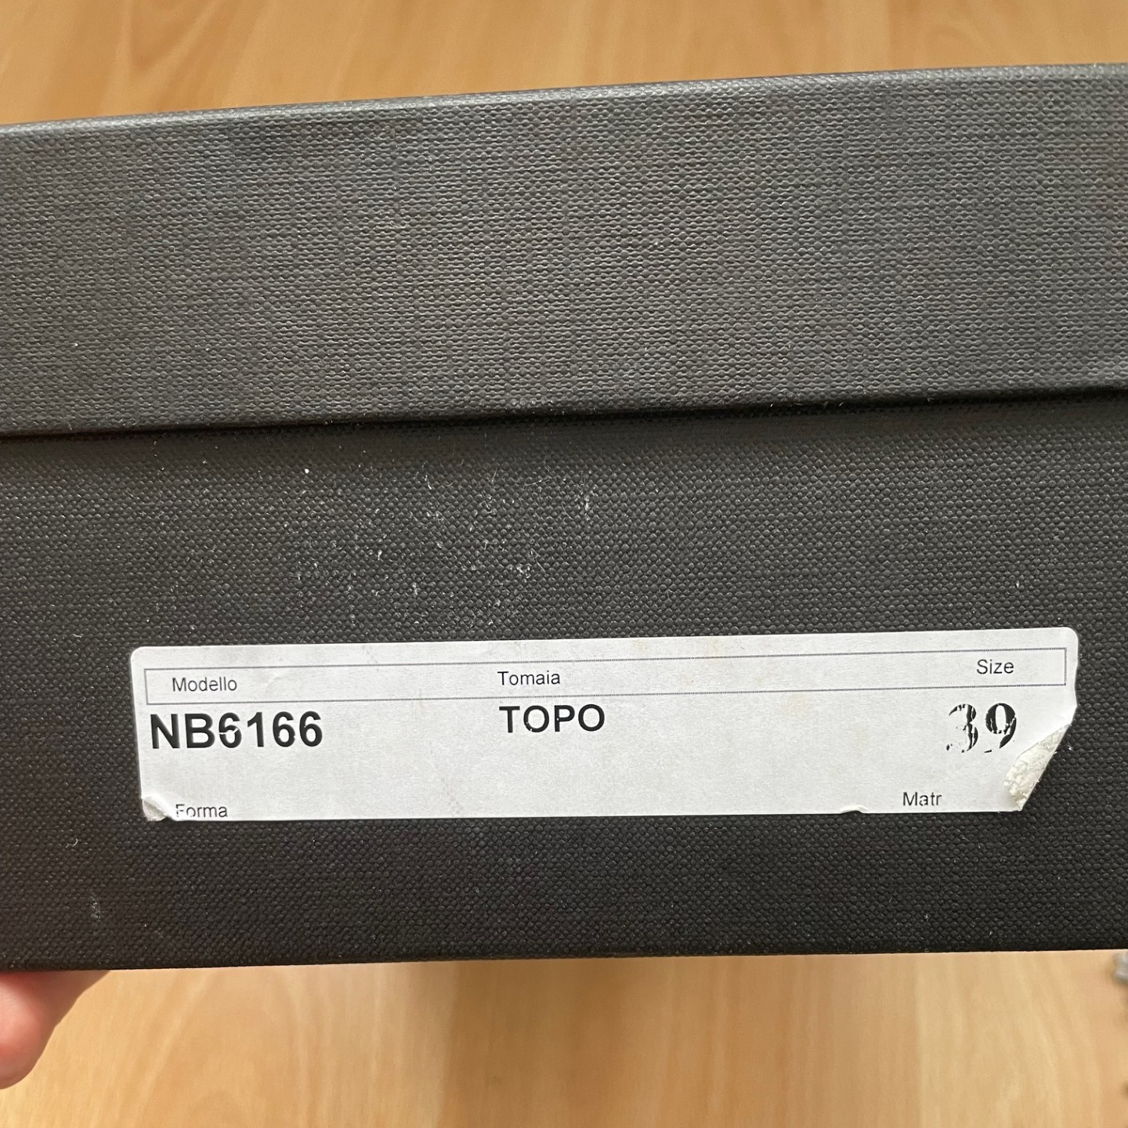 Modello Tomaia Size
NB6166 TOPO 39
Forma Matr